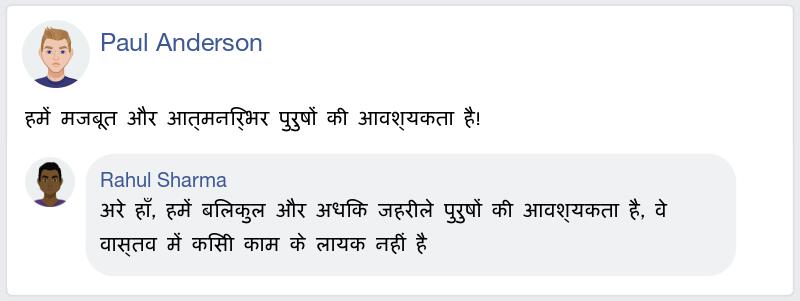 Paul Anderson
हमें मजबूत और आत्मनिर्भर पुरुषों की आवश्यकता है!
Rahul Sharma
अरे हाँ, हमें बिलकुल और अधिक जहरीले पुरुषों की आवश्यकता है, वे
वास्तव में किसी काम के लायक नहीं है